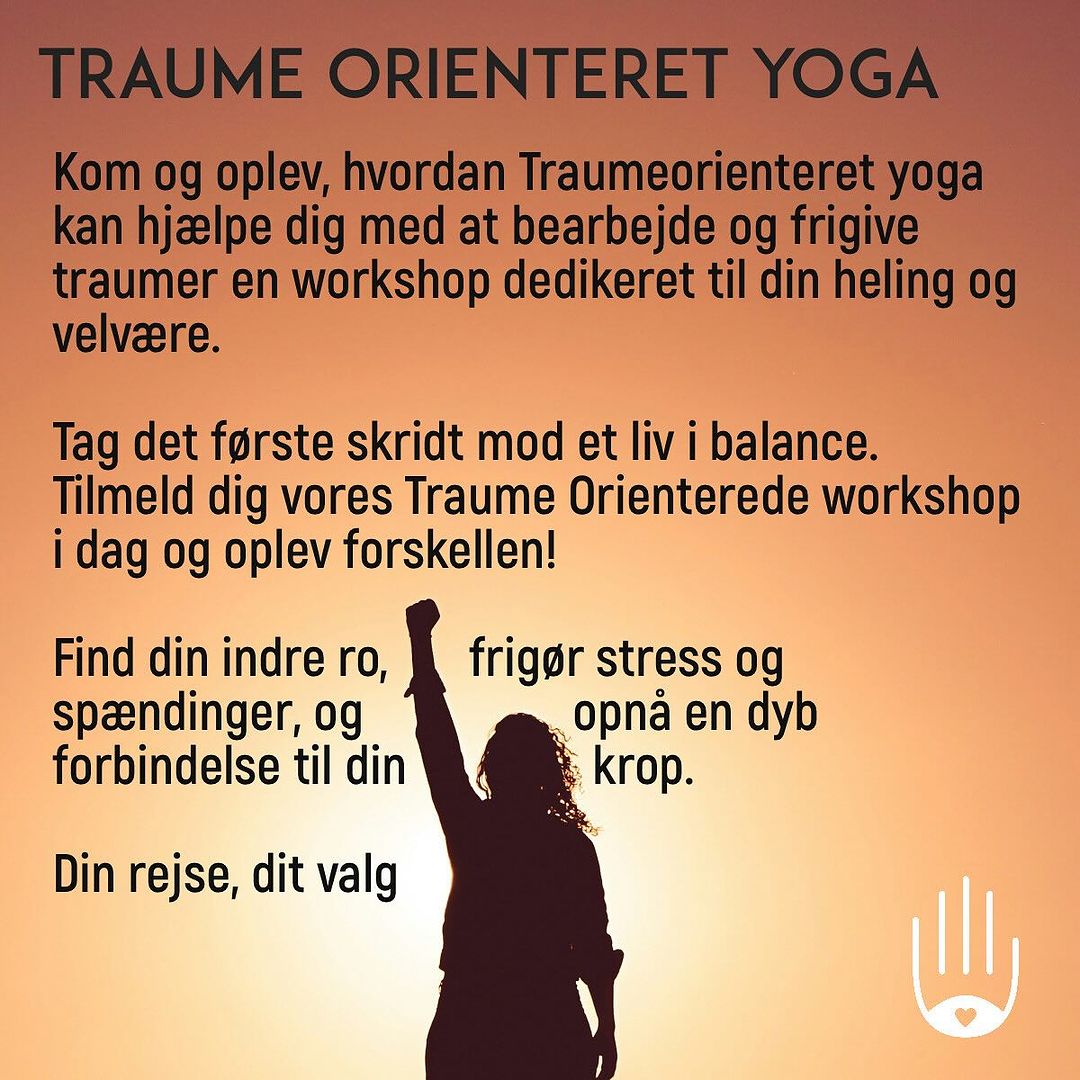 TRAUME ORIENTERET YOGA
Kom og oplev, hvordan Traumeorienteret yoga
kan hjælpe dig med at bearbejde og frigive
traumer en workshop dedikeret til din heling og
velvære.
Tag det første skridt mod et liv i balance.
Tilmeld dig vores Traume Orienterede workshop
i dag og oplev forskellen!
Find din indre ro, frigør stress og
spændinger, og opnå en dyb
forbindelse til din krop.
Din rejse, dit valg